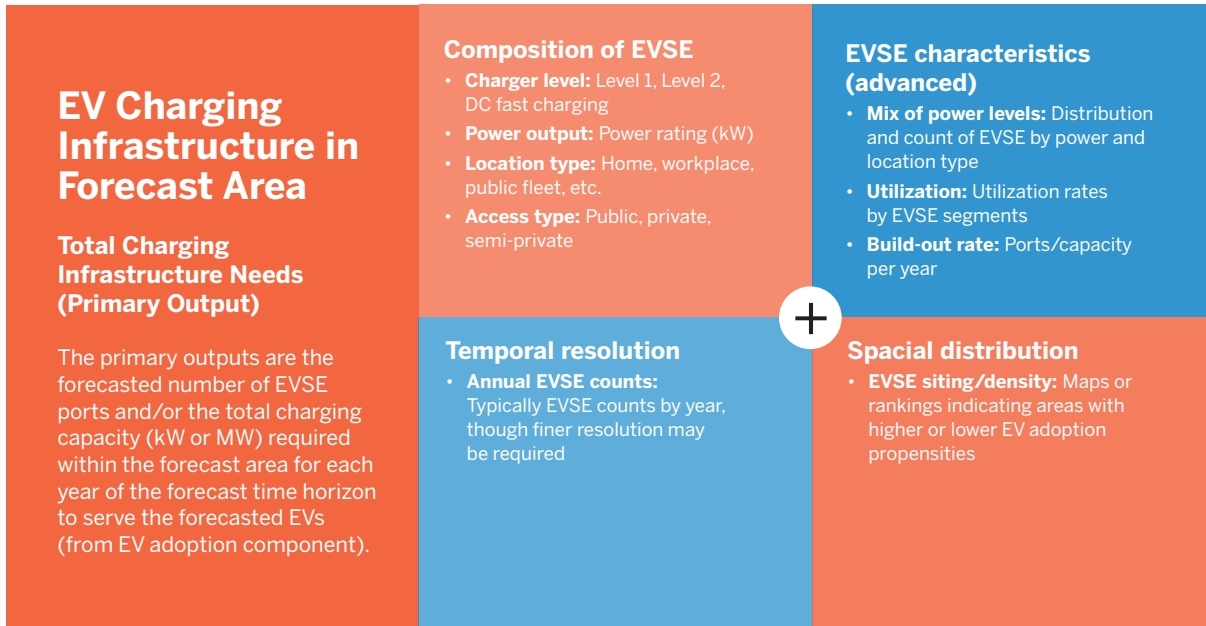 EV Charging
Infrastructure in
Forecast Area
Total Charging
Infrastructure Needs
(Primary Output)
The primary outputs are the
forecasted number of EVSE
ports and/or the total charging
capacity (kW or MW) required
within the forecast area for each
year of the forecast time horizon
to serve the forecasted EVs
(from EV adoption component).
Composition of EVSE
• Charger level: Level 1, Level 2,
DC fast charging
• Power output: Power rating (kW)
• Location type: Home, workplace,
public fleet, etc.
• Access type: Public, private,
semi-private
EVSE characteristics
(advanced)
• Mix of power levels: Distribution
and count of EVSE by power and
location type
• Utilization: Utilization rates
by EVSE segments
• Build-out rate: Ports/capacity
per year
+
Temporal resolution
• Annual EVSE counts:
Typically EVSE counts by year,
though finer resolution may
be required
Spacial distribution
• EVSE siting/density: Maps or
rankings indicating areas with
higher or lower EV adoption
propensities